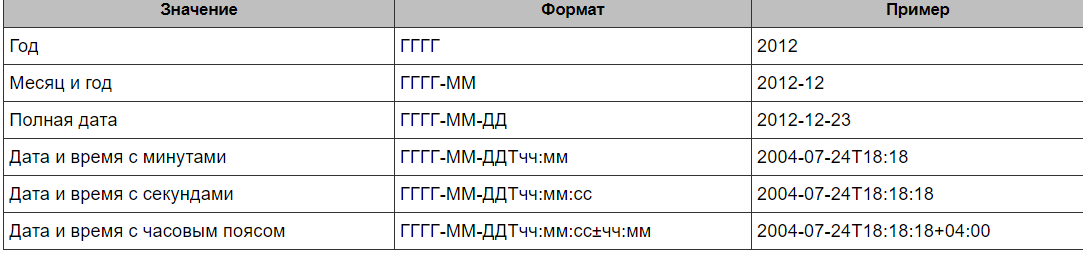 Значение Формат Пример
Год ГГГГ 2012
Месяц и год ГГГГ-ММ 2012-12
Полная дата ГГГГ-ММ-ДД 2012-12-23
Дата и время с минутами ГГГГ-ММ-ДДТчч:мм 2004-07-24T18:18
Дата и время с секундами ГГГГ-ММ-ДДТчч:мм:сс 2004-07-24T18:18:18
Дата и время с часовым поясом ГГГГ-ММ-ДДТчч:мм:сс±чч:мм 2004-07-24T18:18:18+04:00